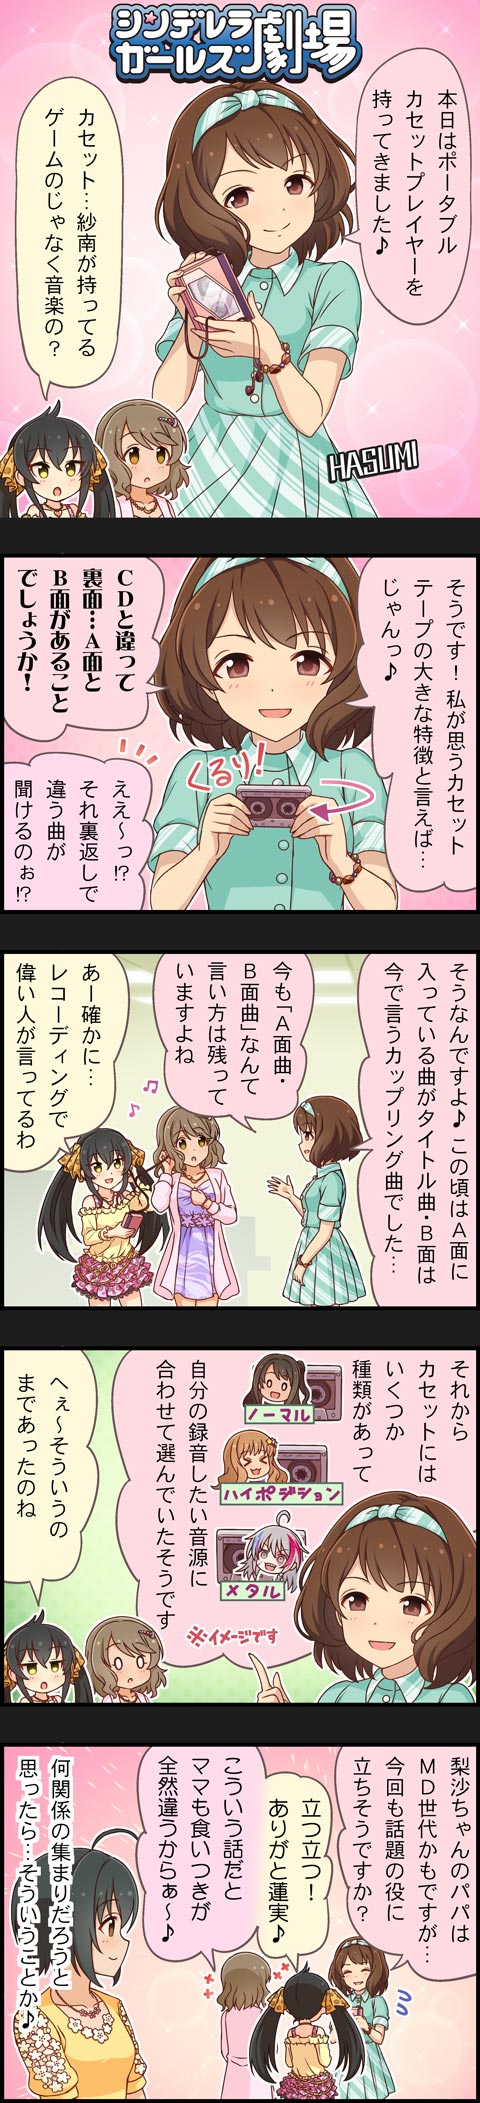 シンデレラ
ガールズ劇場
本日はポータブル
カセットプレイヤーを
持ってきました♪
カセット…紗南が持ってる
ゲームのじゃなく音楽の？
HASUMI
そうです！私が思うカセット
テープの大きな特徴と言えば…
じゃんっ♪
CDと違って
裏面…A面と
B面があること
でしょうか！
くるり！
ええ〜っ!?
それ裏返しで
違う曲が
聞けるのぉ!?
そうなんですよ♪この頃はA面に
入っている曲がタイトル曲・B面は
今で言うカップリング曲でした…
今も「A面曲・
B面曲」なんて
言い方は残って
いますよね
あー確かに…
レコーディングで
偉い人が言ってるわ
それから
カセットには
いくつか
種類があって
ノーマル
ハイポジション
メタル
※イメージです
自分の録音したい音源に
合わせて選んでいたそうです
へぇ〜そういうの
まであったのね
梨沙ちゃんのパパは
MD世代かもですが…
今回も話題の役に
立ちそうですか？
立つ立つ！
ありがと蓮実♪
こういう話だと
ママも食いつきが
全然違うからぁ〜♪
何関係の集まりだろうと
思ったら…そういうことか♪